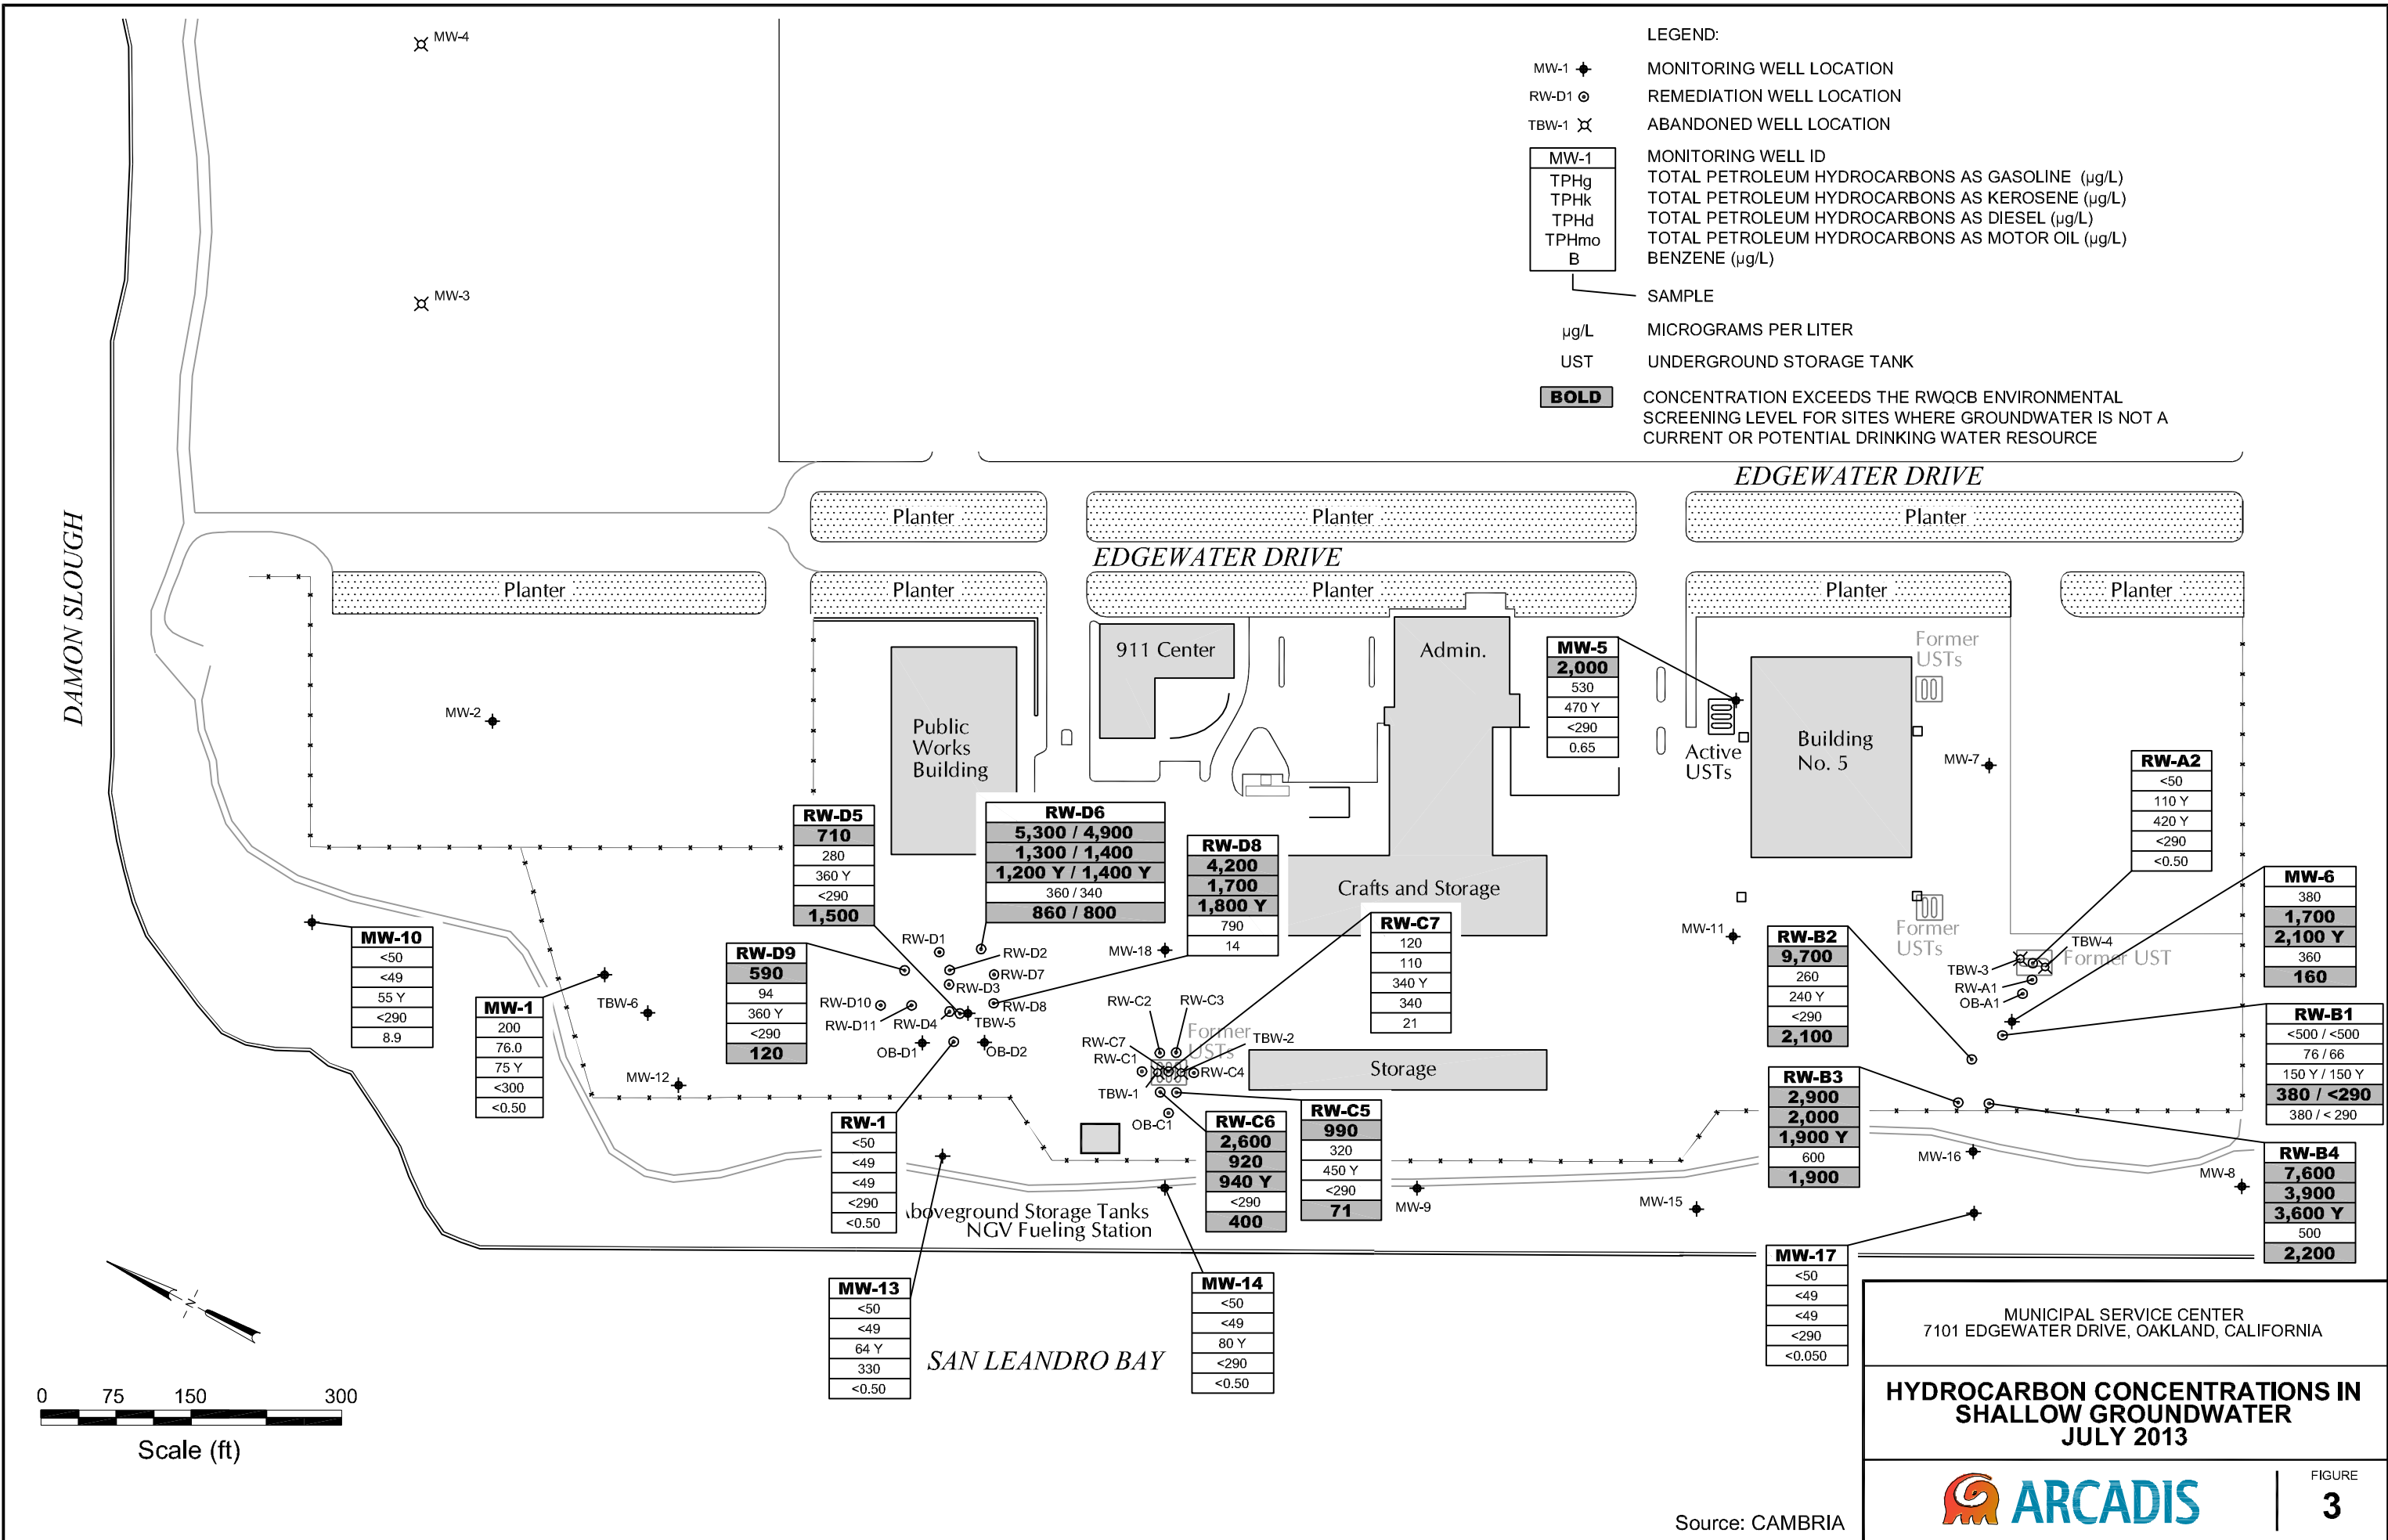 MW-4
MW-3
LEGEND:
MW-1 MONITORING WELL LOCATION
RW-D1 REMEDIATION WELL LOCATION
TBW-1 ABANDONED WELL LOCATION
MW-1 MONITORING WELL ID
TPHg TOTAL PETROLEUM HYDROCARBONS AS GASOLINE (µg/L)
TPHk TOTAL PETROLEUM HYDROCARBONS AS KEROSENE (µg/L)
TPHd TOTAL PETROLEUM HYDROCARBONS AS DIESEL (µg/L)
TPHmo TOTAL PETROLEUM HYDROCARBONS AS MOTOR OIL (µg/L)
B BENZENE (µg/L)
SAMPLE
µg/L MICROGRAMS PER LITER
UST UNDERGROUND STORAGE TANK
BOLD CONCENTRATION EXCEEDS THE RWQCB ENVIRONMENTAL
SCREENING LEVEL FOR SITES WHERE GROUNDWATER IS NOT A
CURRENT OR POTENTIAL DRINKING WATER RESOURCE
EDGEWATER DRIVE
Planter
Planter
Planter
EDGEWATER DRIVE
Planter
Planter
Planter
Planter
Planter
DAMON SLOUGH
MW-2
Public
Works
Building
911 Center
Admin.
Crafts and Storage
Storage
MW-5
2,000
530
470 Y
<290
0.65
Active
USTs
Building
No. 5
Former
USTs
MW-7
MW-11
Former
USTs
RW-A2
<50
110 Y
420 Y
<290
<0.50
TBW-4
TBW-3
Former UST
RW-A1
OB-A1
MW-6
380
1,700
2,100 Y
360
160
RW-B1
<500 / <500
76 / 66
150 Y / 150 Y
380 / <290
380 / < 290
RW-B2
9,700
260
240 Y
<290
2,100
RW-B3
2,900
2,000
1,900 Y
600
1,900
RW-B4
7,600
3,900
3,600 Y
500
2,200
MW-16
MW-8
MW-15
MW-9
MW-17
<50
<49
<49
<290
<0.050
RW-D5
710
280
360 Y
<290
1,500
RW-D6
5,300 / 4,900
1,300 / 1,400
1,200 Y / 1,400 Y
360 / 340
860 / 800
RW-D8
4,200
1,700
1,800 Y
790
14
RW-D9
590
94
360 Y
<290
120
RW-D1
RW-D2
RW-D7
RW-D3
RW-D8
RW-D10
RW-D11
RW-D4
TBW-5
OB-D1
OB-D2
MW-18
RW-C7
120
110
340 Y
340
21
RW-C2
RW-C3
Former
USTs
TBW-2
RW-C7
RW-C1
RW-C4
TBW-1
OB-C1
RW-C6
2,600
920
940 Y
<290
400
RW-C5
990
320
450 Y
<290
71
MW-10
<50
<49
55 Y
<290
8.9
MW-1
200
76.0
75 Y
<300
<0.50
TBW-6
MW-12
RW-1
<50
<49
<49
<290
<0.50
boveground Storage Tanks
NGV Fueling Station
MW-13
<50
<49
64 Y
330
<0.50
MW-14
<50
<49
80 Y
<290
<0.50
SAN LEANDRO BAY
N
0 75 150 300
Scale (ft)
MUNICIPAL SERVICE CENTER
7101 EDGEWATER DRIVE, OAKLAND, CALIFORNIA
HYDROCARBON CONCENTRATIONS IN
SHALLOW GROUNDWATER
JULY 2013
ARCADIS
FIGURE
3
Source: CAMBRIA